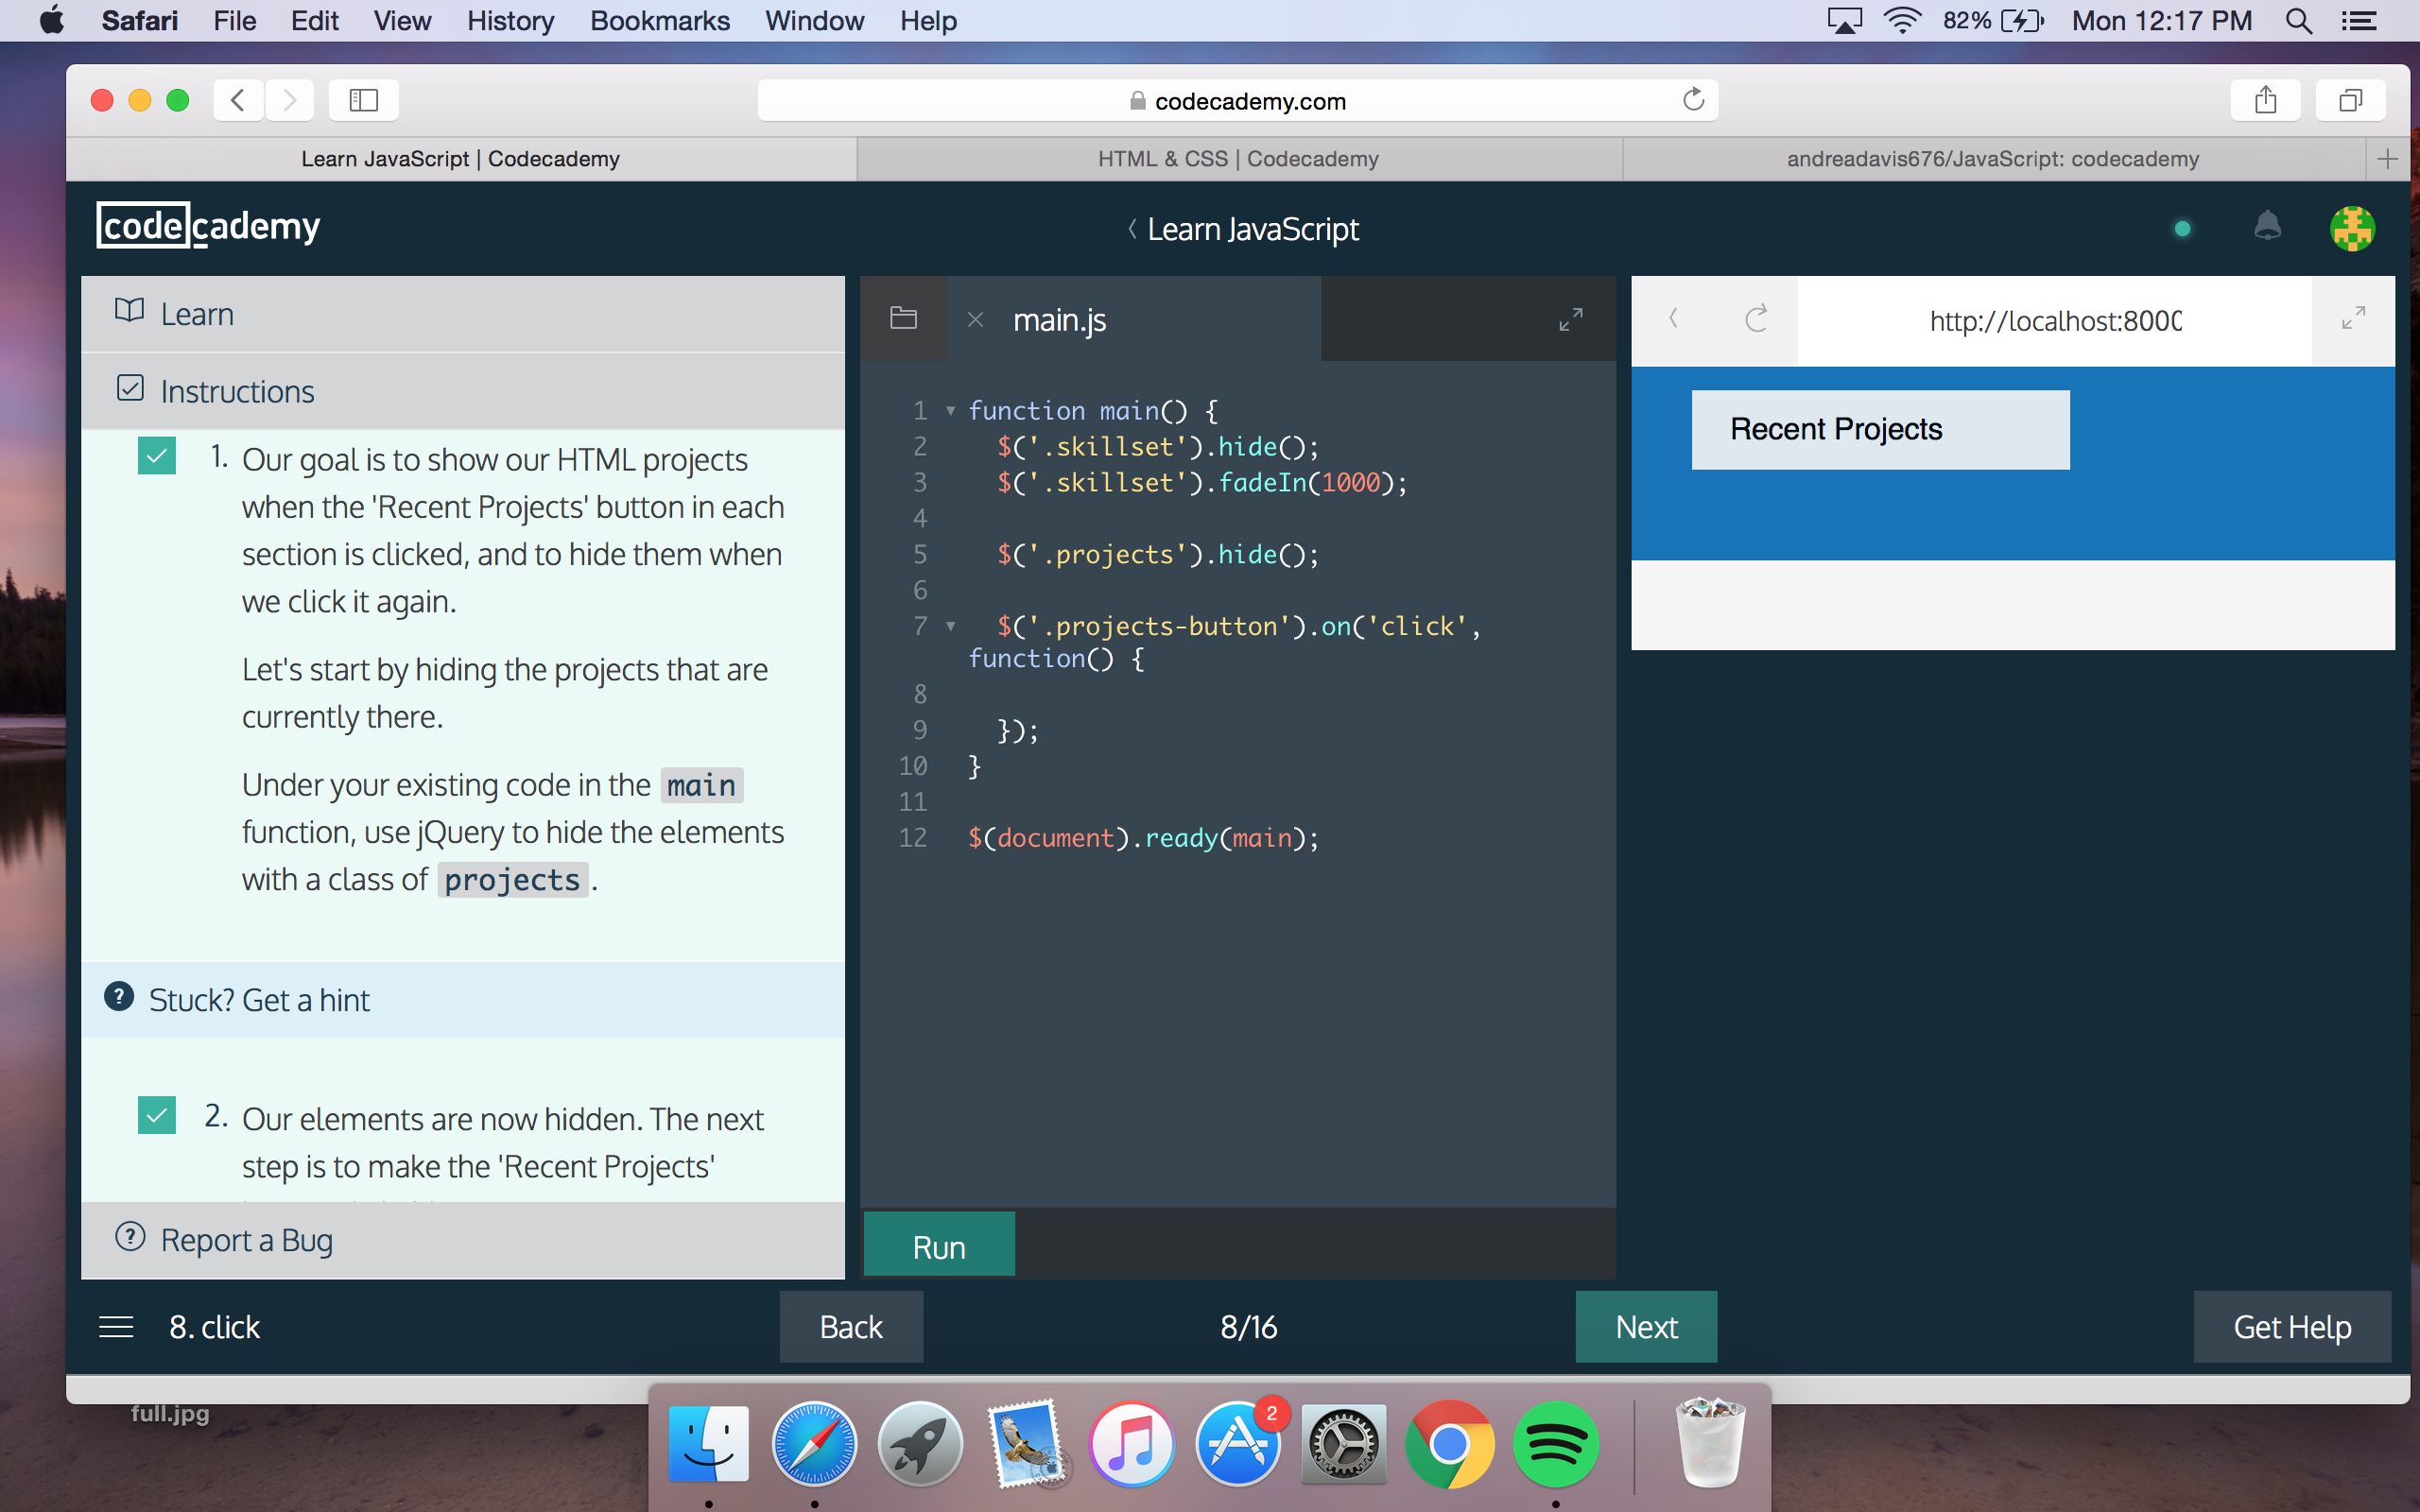 Safari File Edit View History Bookmarks Window Help 82% Mon 12:17 PM
codecademy.com
Learn JavaScript | Codecademy
HTML & CSS | Codecademy
andreadavis676/JavaScript: codecademy
codecademy
Learn JavaScript
Learn
Instructions
1. Our goal is to show our HTML projects
when the 'Recent Projects' button in each
section is clicked, and to hide them when
we click it again.
Let's start by hiding the projects that are
currently there.
Under your existing code in the main
function, use jQuery to hide the elements
with a class of projects.
Stuck? Get a hint
2. Our elements are now hidden. The next
step is to make the 'Recent Projects'
Report a Bug
main.js
1 function main() {
2 $('.skillset').hide();
3 $('.skillset').fadeIn(1000);
4
5 $('.projects').hide();
6
7 $('.projects-button').on('click',
function() {
8
9 });
10 }
11
12 $(document).ready(main);
Run
http://localhost:8000
Recent Projects
8. click
Back
8/16
Next
Get Help
full.jpg
2